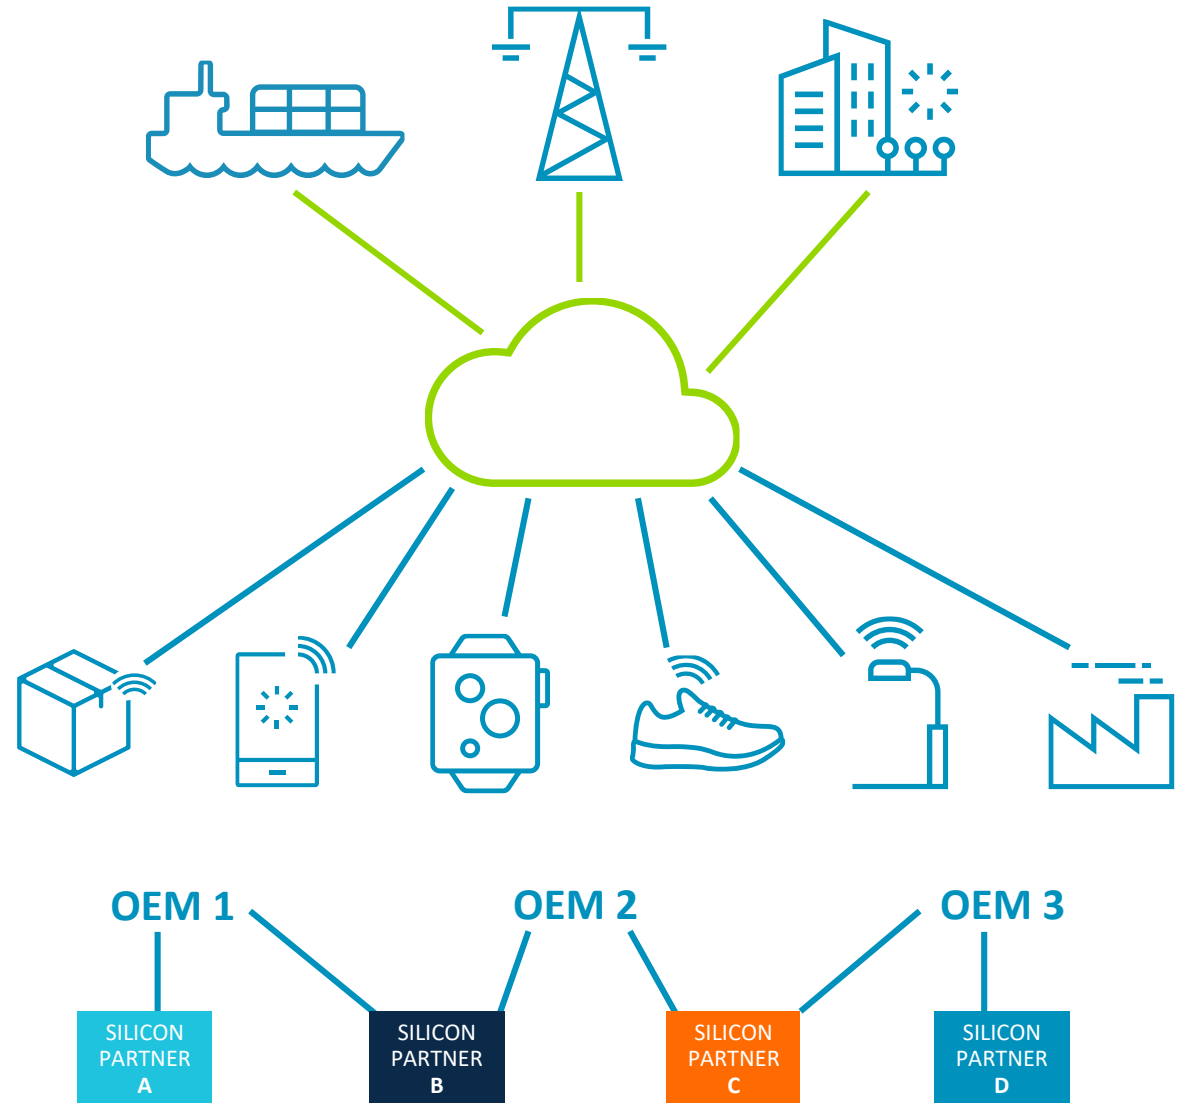 OEM 1
OEM 2
OEM 3
SILICON
PARTNER
A
SILICON
PARTNER
B
SILICON
PARTNER
C
SILICON
PARTNER
D